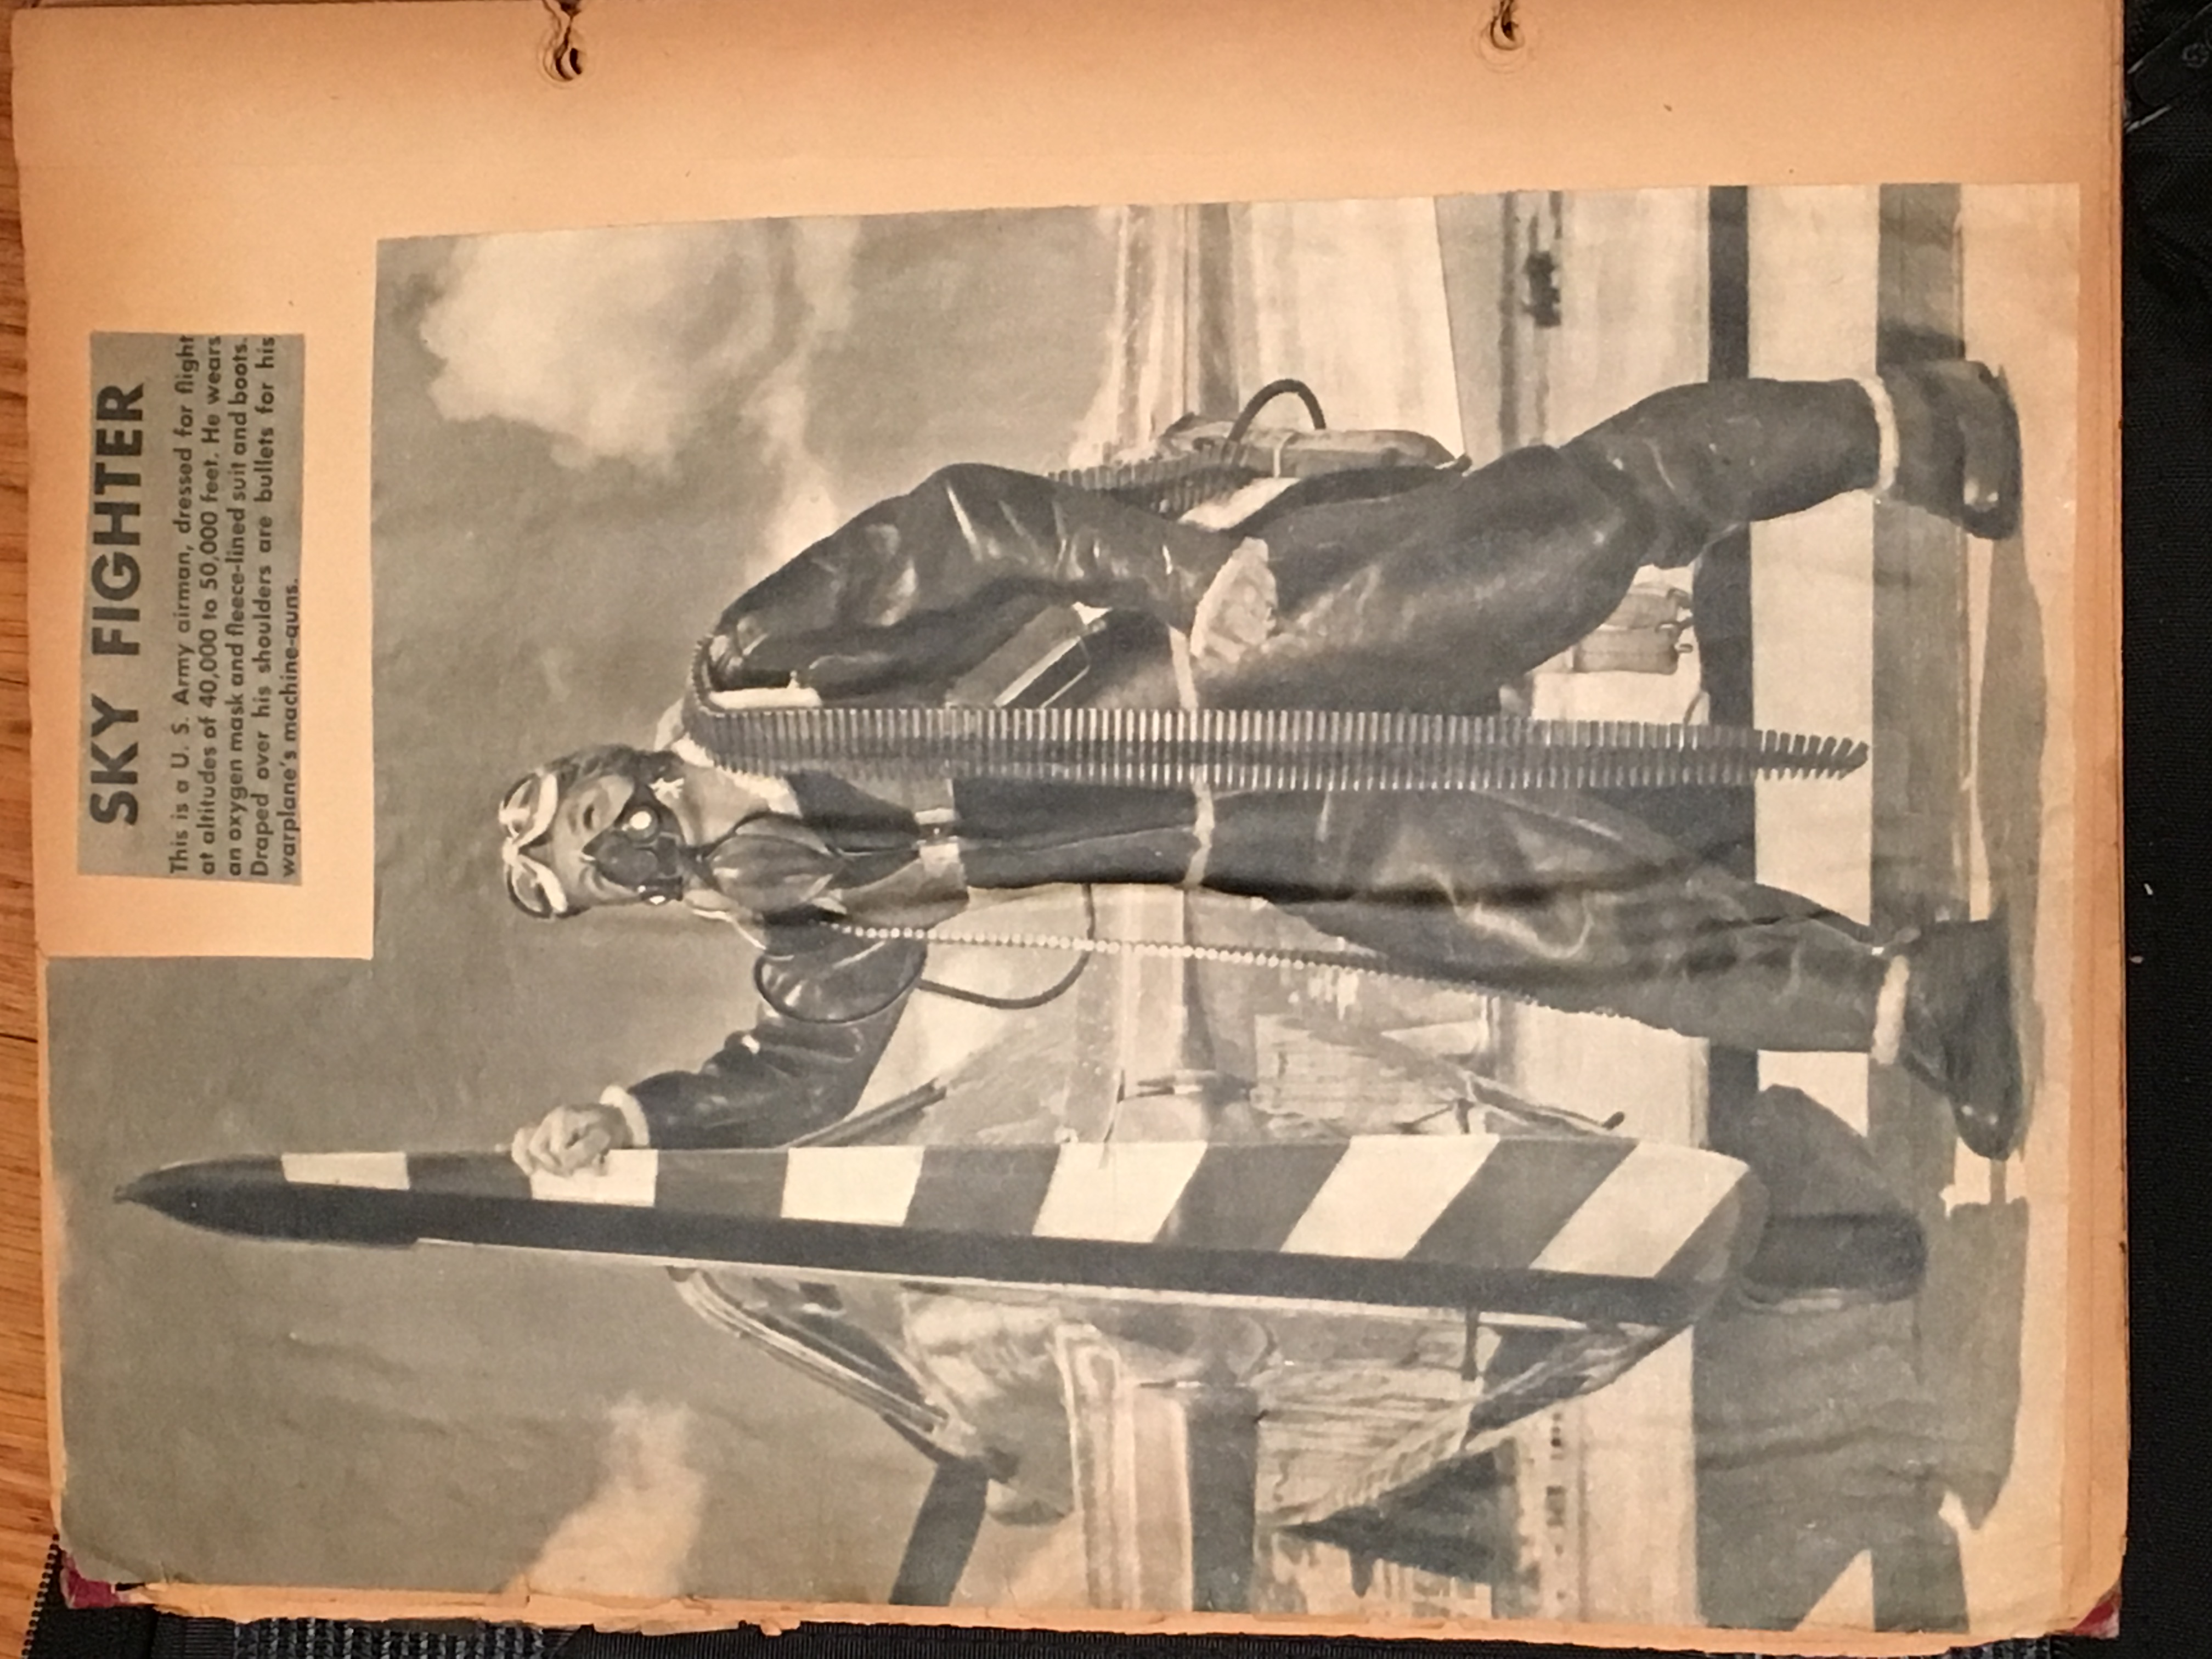 SKY FIGHTER
This is a U. S. Army airman, dressed for flight
at altitudes of 40,000 to 50,000 feet. He wears
an oxygen mask and fleece-lined suit and boots.
Draped over his shoulders are bullets for his
warplane's machine-guns.